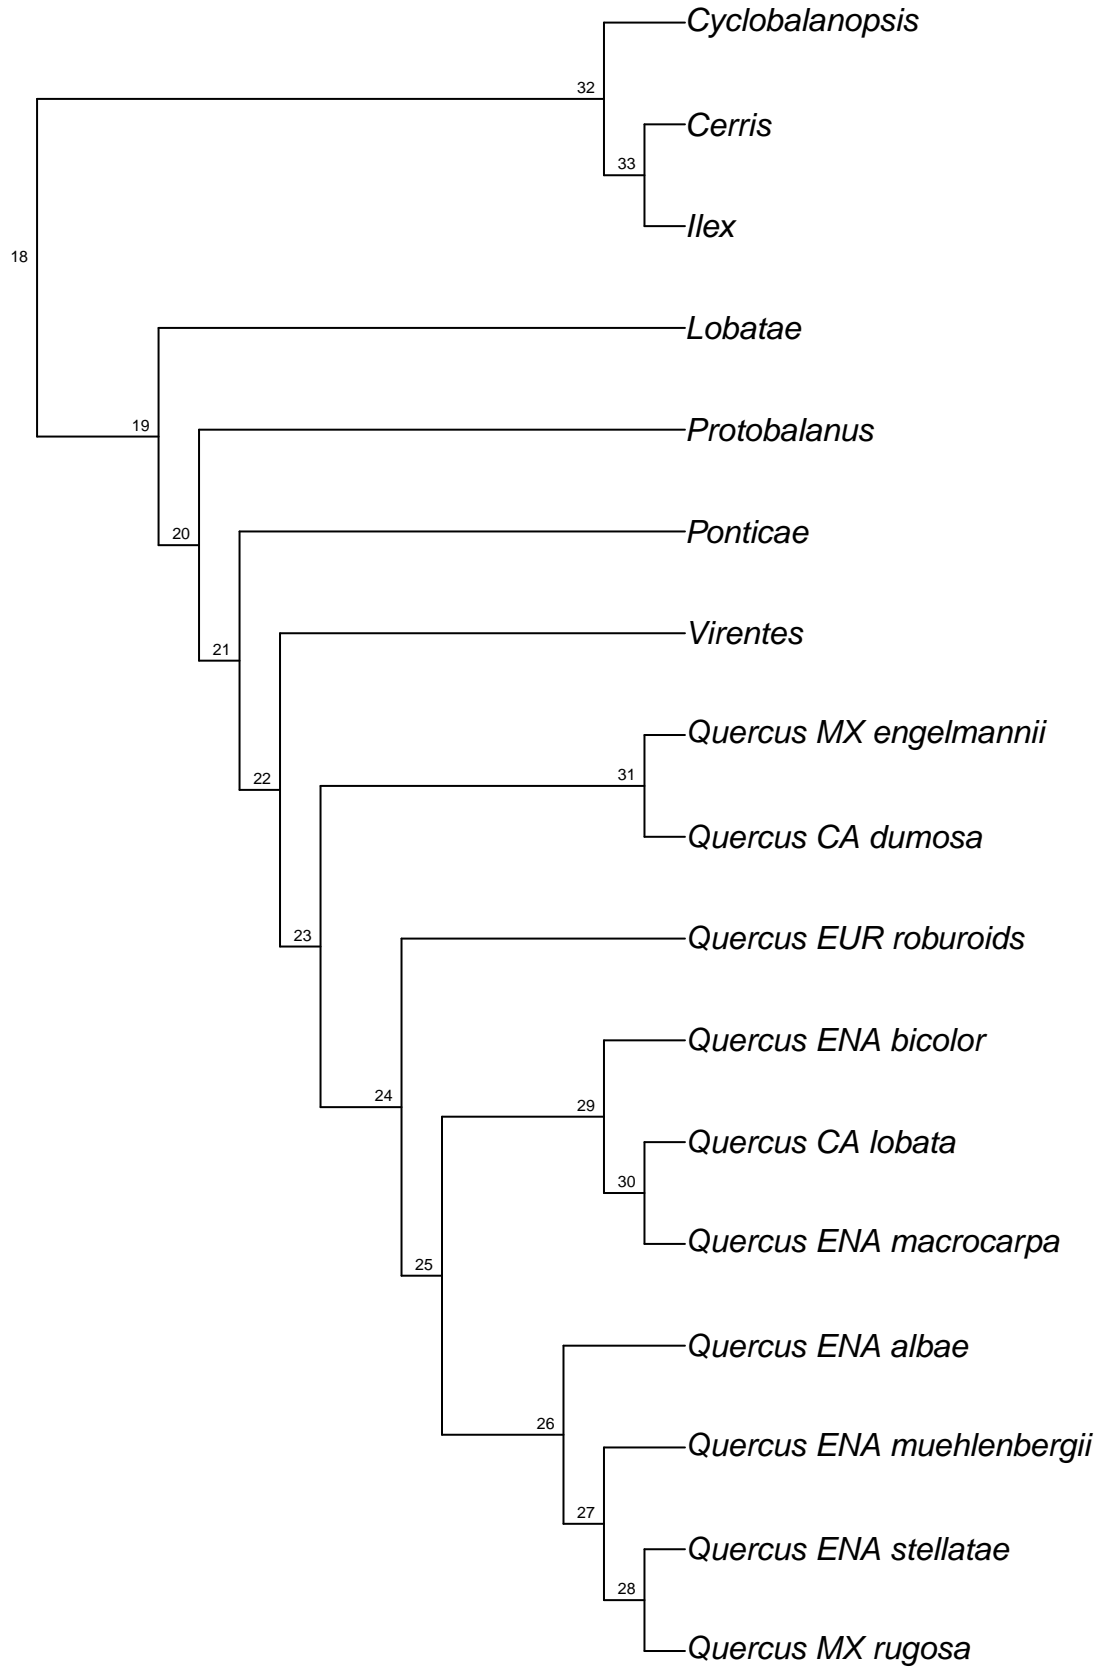 Cyclobalanopsis
32
Cerris
33
Ilex
18
Lobatae
19
Protobalanus
20
Ponticae
Virentes
21
Quercus MX engelmannii
31
22
Quercus CA dumosa
23
Quercus EUR roburoids
Quercus ENA bicolor
24
29
Quercus CA lobata
30
Quercus ENA macrocarpa
25
Quercus ENA albae
26
Quercus ENA muehlenbergii
27
Quercus ENA stellatae
28
Quercus MX rugosa